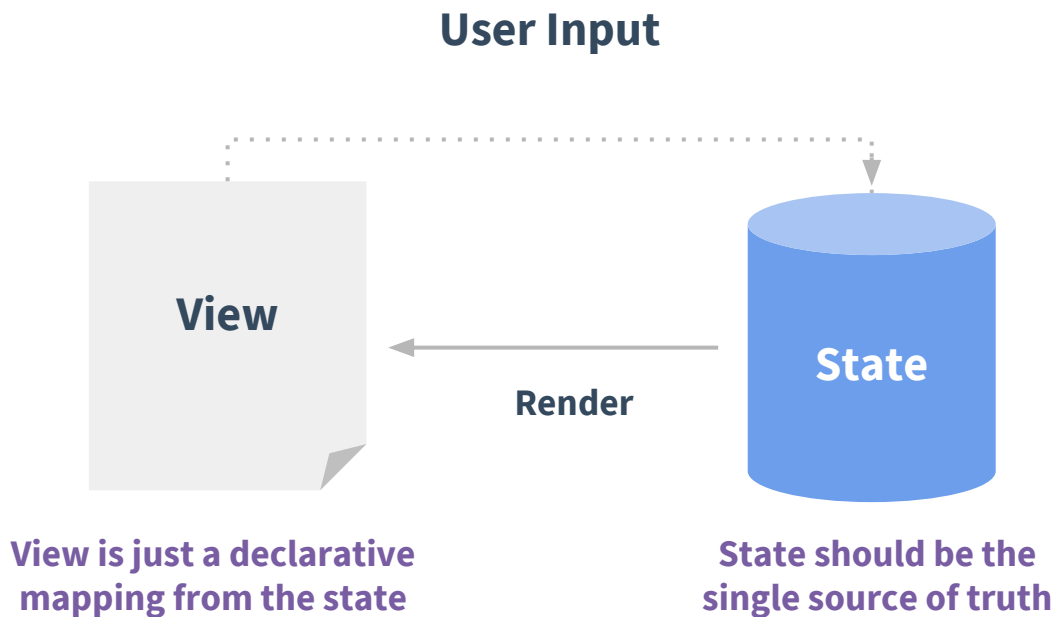 User Input
View
State
Render
View is just a declarative
mapping from the state
State should be the
single source of truth